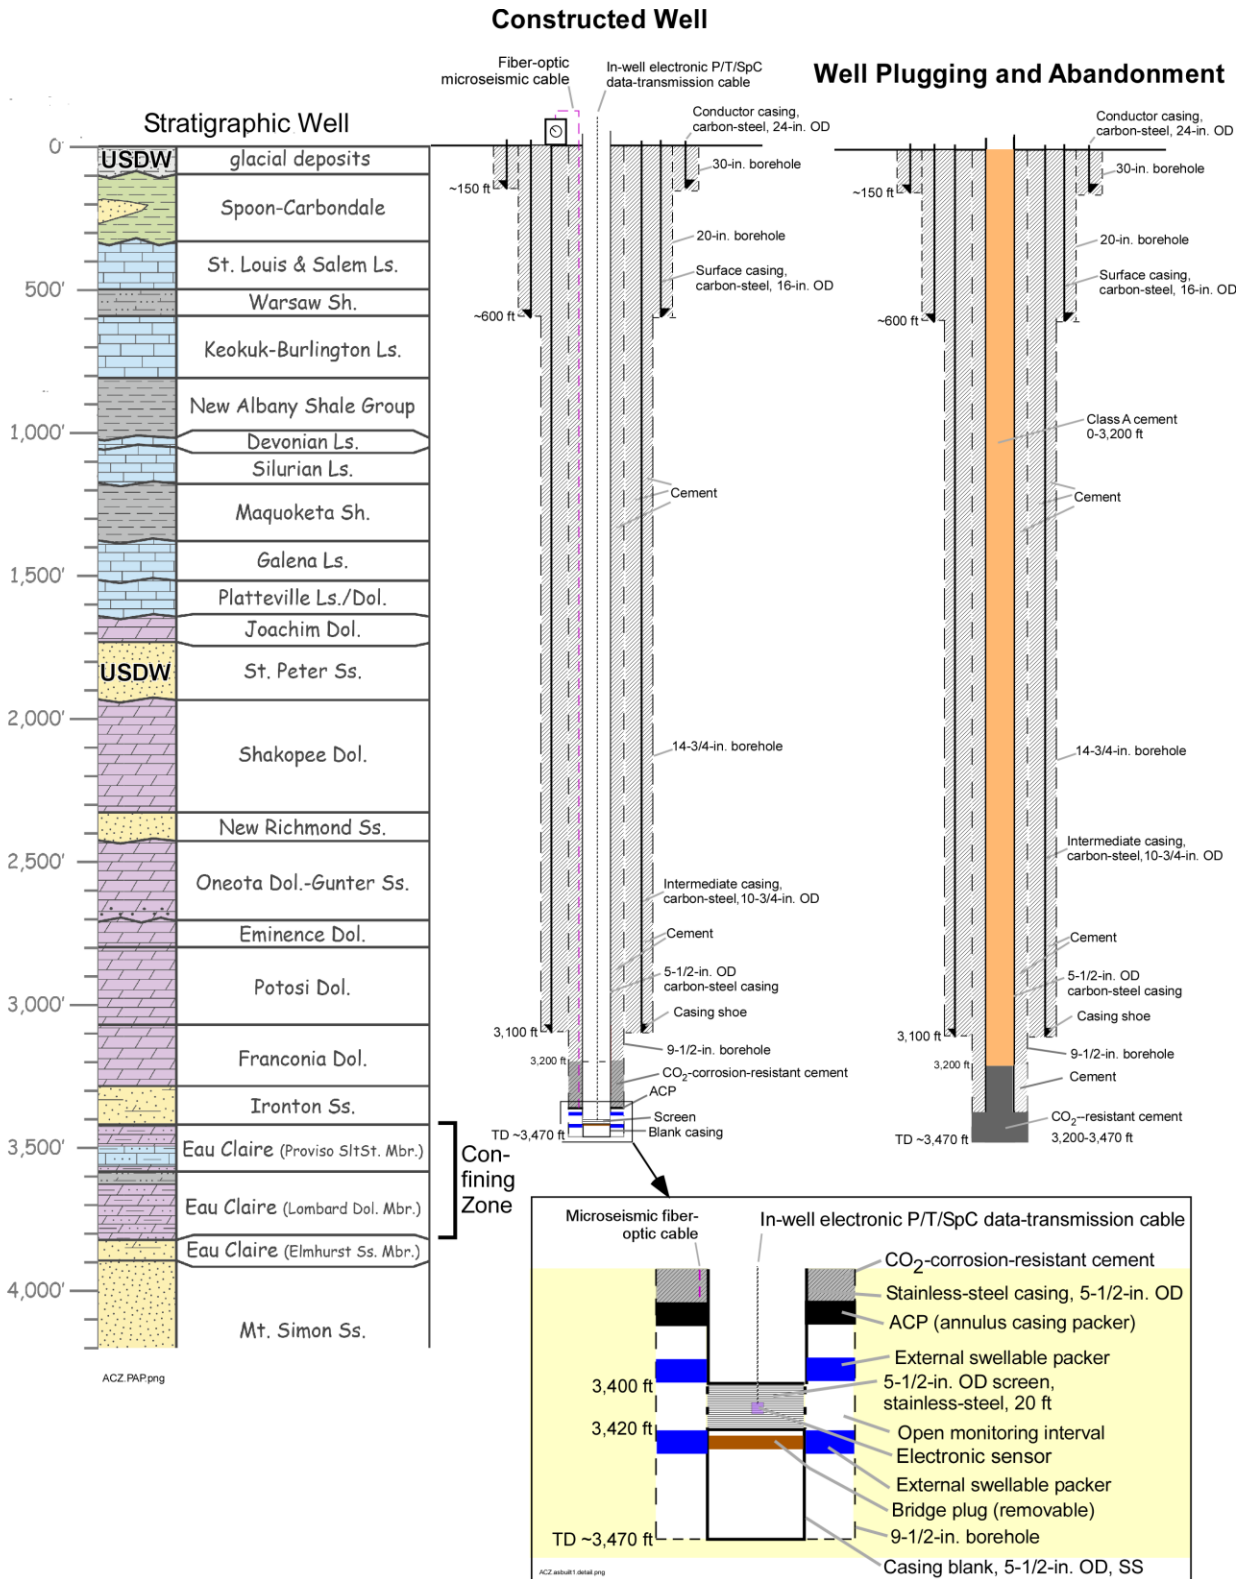 Constructed Well
Well Plugging and Abandonment
Stratigraphic Well
0'
500'
1,000'
1,500'
2,000'
2,500'
3,000'
3,500'
4,000'
USDW
glacial deposits
Spoon-Carbondale
St. Louis & Salem Ls.
Warsaw Sh.
Keokuk-Burlington Ls.
New Albany Shale Group
Devonian Ls.
Silurian Ls.
Maquoketa Sh.
Galena Ls.
Platteville Ls./Dol.
Joachim Dol.
USDW
St. Peter Ss.
Shakopee Dol.
New Richmond Ss.
Oneota Dol.-Gunter Ss.
Eminence Dol.
Potosi Dol.
Franconia Dol.
Ironton Ss.
Eau Claire (Proviso SltSt. Mbr.)
Eau Claire (Lombard Dol. Mbr.)
Eau Claire (Elmhurst Ss. Mbr.)
Mt. Simon Ss.
Con-
fining
Zone
ACZ.PAP.png
Fiber-optic
microseismic cable
In-well electronic P/T/SpC
data-transmission cable
Conductor casing,
carbon-steel, 24-in. OD
30-in. borehole
~150 ft
20-in. borehole
Surface casing,
carbon-steel, 16-in. OD
~600 ft
Cement
14-3/4-in. borehole
Intermediate casing,
carbon-steel, 10-3/4-in. OD
Cement
5-1/2-in. OD
carbon-steel casing
Casing shoe
3,100 ft
9-1/2-in. borehole
3,200 ft
CO2-corrosion-resistant cement
ACP
Screen
Blank casing
TD ~3,470 ft
Conductor casing,
carbon-steel, 24-in. OD
30-in. borehole
~150 ft
20-in. borehole
Surface casing,
carbon-steel, 16-in. OD
~600 ft
Class A cement
0-3,200 ft
Cement
14-3/4-in. borehole
Intermediate casing,
carbon-steel, 10-3/4-in. OD
Cement
5-1/2-in. OD
carbon-steel casing
Casing shoe
3,100 ft
9-1/2-in. borehole
3,200 ft
Cement
CO2--resistant cement
3,200-3,470 ft
TD ~3,470 ft
Microseismic fiber-
optic cable
In-well electronic P/T/SpC data-transmission cable
CO2-corrosion-resistant cement
Stainless-steel casing, 5-1/2-in. OD
ACP (annulus casing packer)
External swellable packer
3,400 ft
5-1/2-in. OD screen,
stainless-steel, 20 ft
3,420 ft
Open monitoring interval
Electronic sensor
External swellable packer
Bridge plug (removable)
TD ~3,470 ft
9-1/2-in. borehole
Casing blank, 5-1/2-in. OD, SS
ACZ.asbuilt1.detail.png